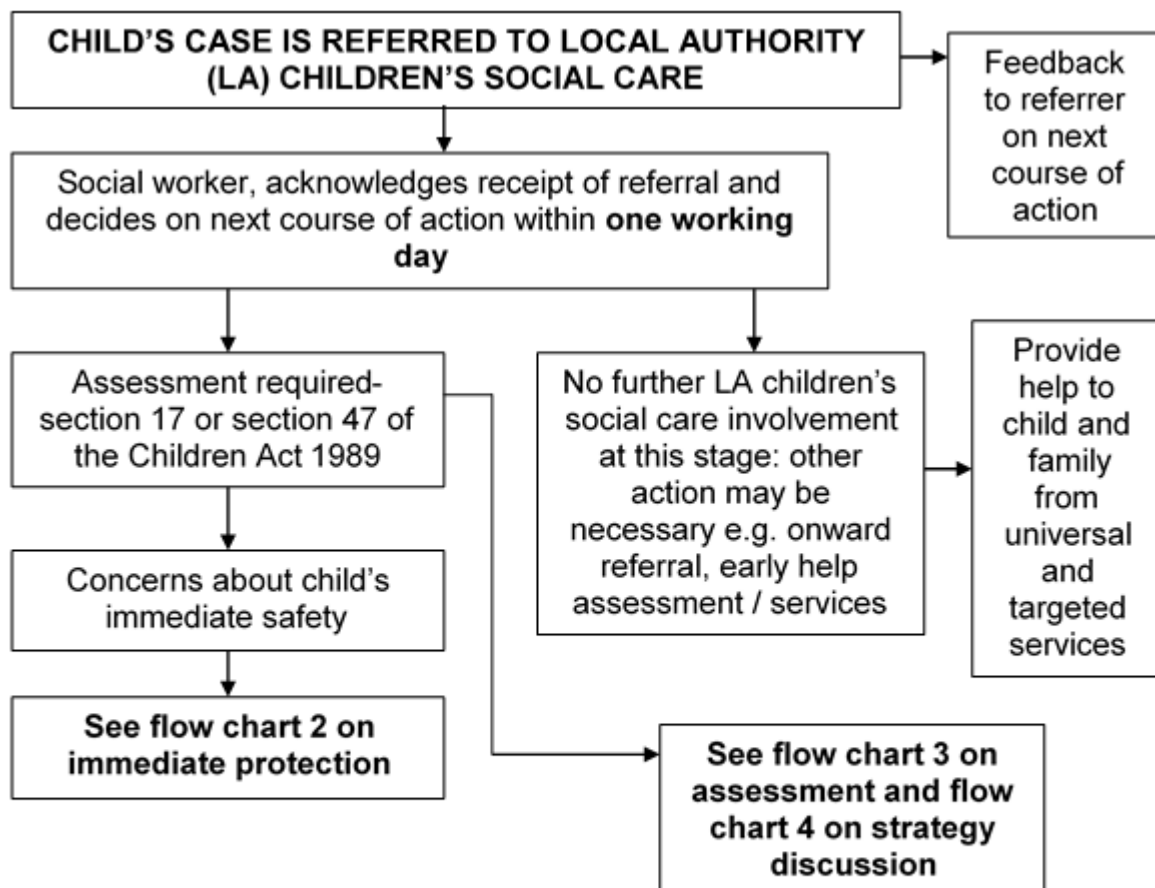 CHILD’S CASE IS REFERRED TO LOCAL AUTHORITY
(LA) CHILDREN’S SOCIAL CARE
Feedback
to referrer
on next
course of
action
Social worker, acknowledges receipt of referral and
decides on next course of action within one working
day
Assessment required-
section 17 or section 47 of
the Children Act 1989
No further LA children’s
social care involvement
at this stage: other
action may be
necessary e.g. onward
referral, early help
assessment / services
Provide
help to
child and
family
from
universal
and
targeted
services
Concerns about child’s
immediate safety
See flow chart 2 on
immediate protection
See flow chart 3 on
assessment and flow
chart 4 on strategy
discussion